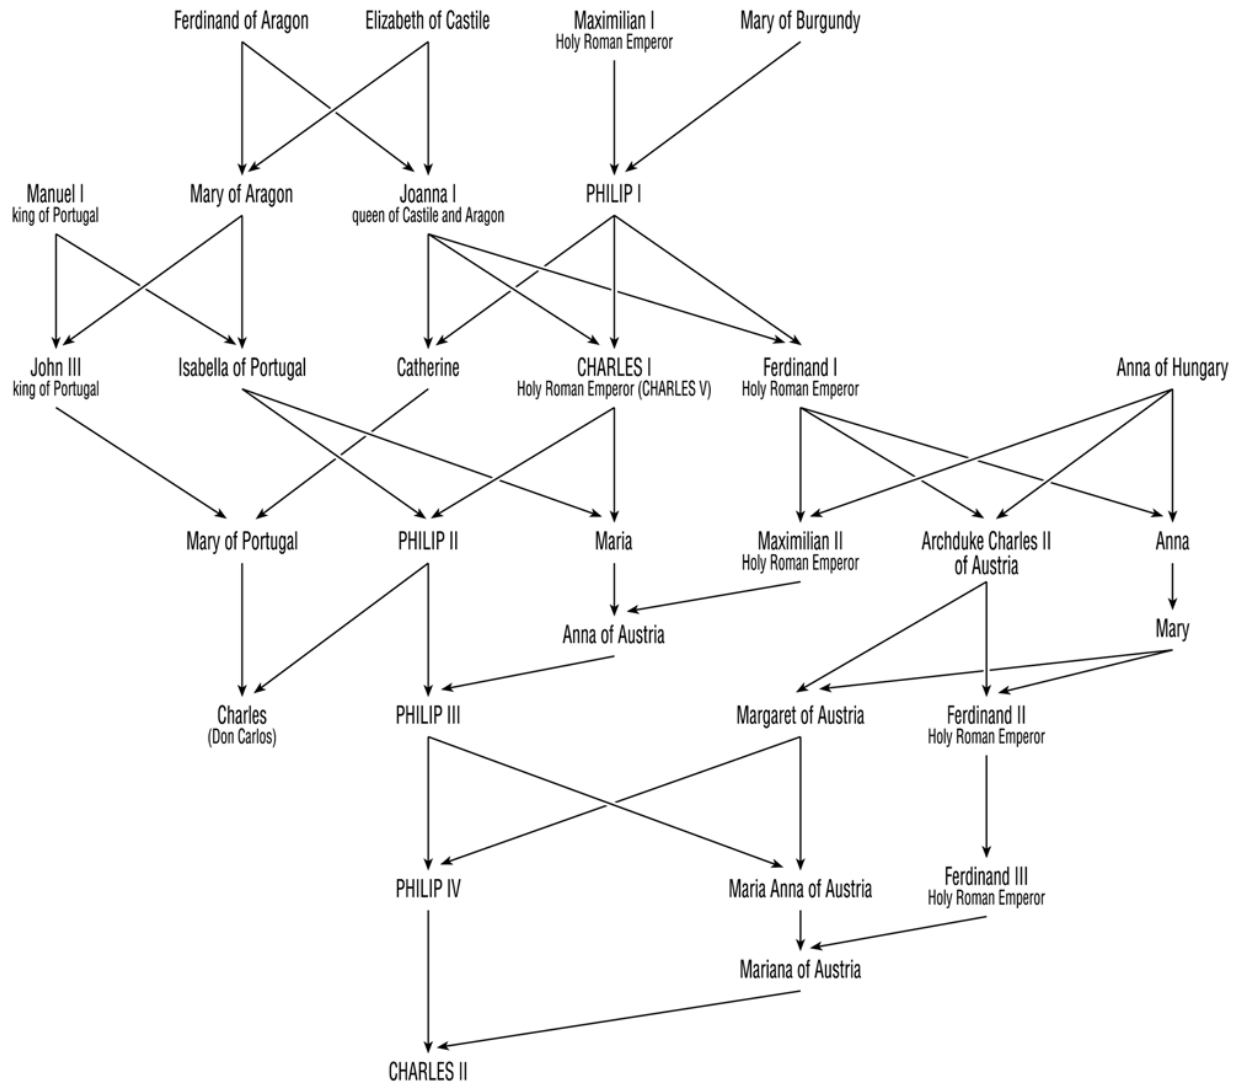 Ferdinand of Aragon
Elizabeth of Castile
Maximilian I
Holy Roman Emperor
Mary of Burgundy
Manuel I
king of Portugal
Mary of Aragon
Joanna I
queen of Castile and Aragon
PHILIP I
John III
king of Portugal
Isabella of Portugal
Catherine
CHARLES I
Holy Roman Emperor (CHARLES V)
Ferdinand I
Holy Roman Emperor
Anna of Hungary
Mary of Portugal
PHILIP II
Maria
Maximilian II
Holy Roman Emperor
Archduke Charles II
of Austria
Anna
Anna of Austria
Mary
Charles
(Don Carlos)
PHILIP III
Margaret of Austria
Ferdinand II
Holy Roman Emperor
PHILIP IV
Maria Anna of Austria
Ferdinand III
Holy Roman Emperor
Mariana of Austria
CHARLES II